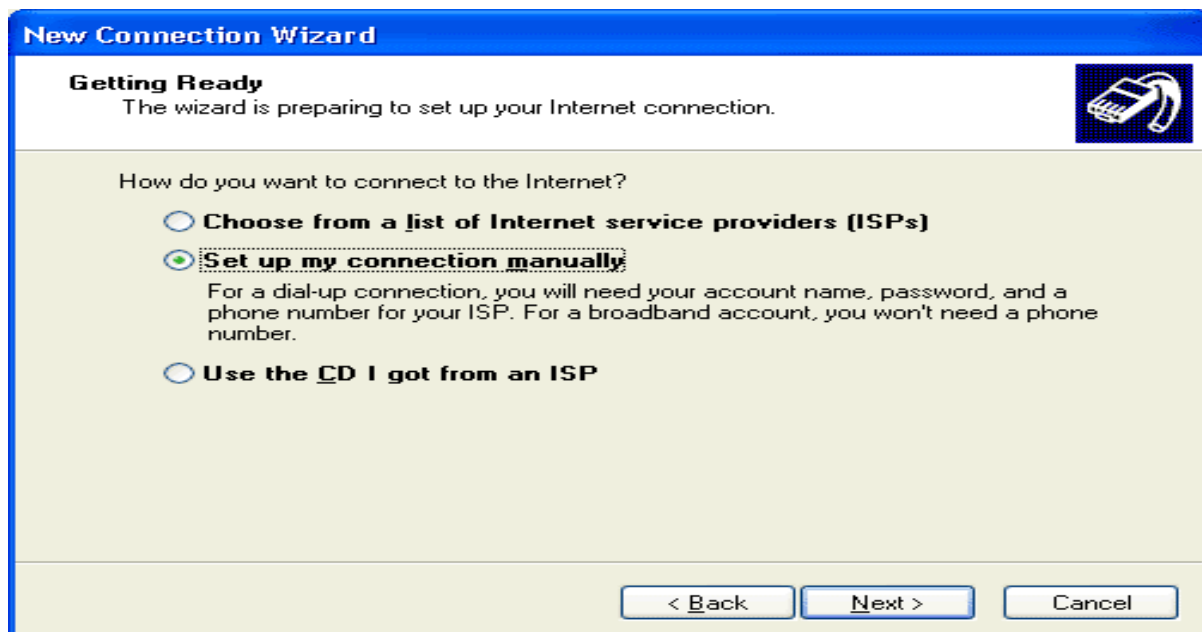 New Connection Wizard
Getting Ready
The wizard is preparing to set up your Internet connection.
How do you want to connect to the Internet?
Choose from a list of Internet service providers (ISPs)
Set up my connection manually
For a dial-up connection, you will need your account name, password, and a
phone number for your ISP. For a broadband account, you won't need a phone
number.
Use the CD I got from an ISP
< Back Next > Cancel